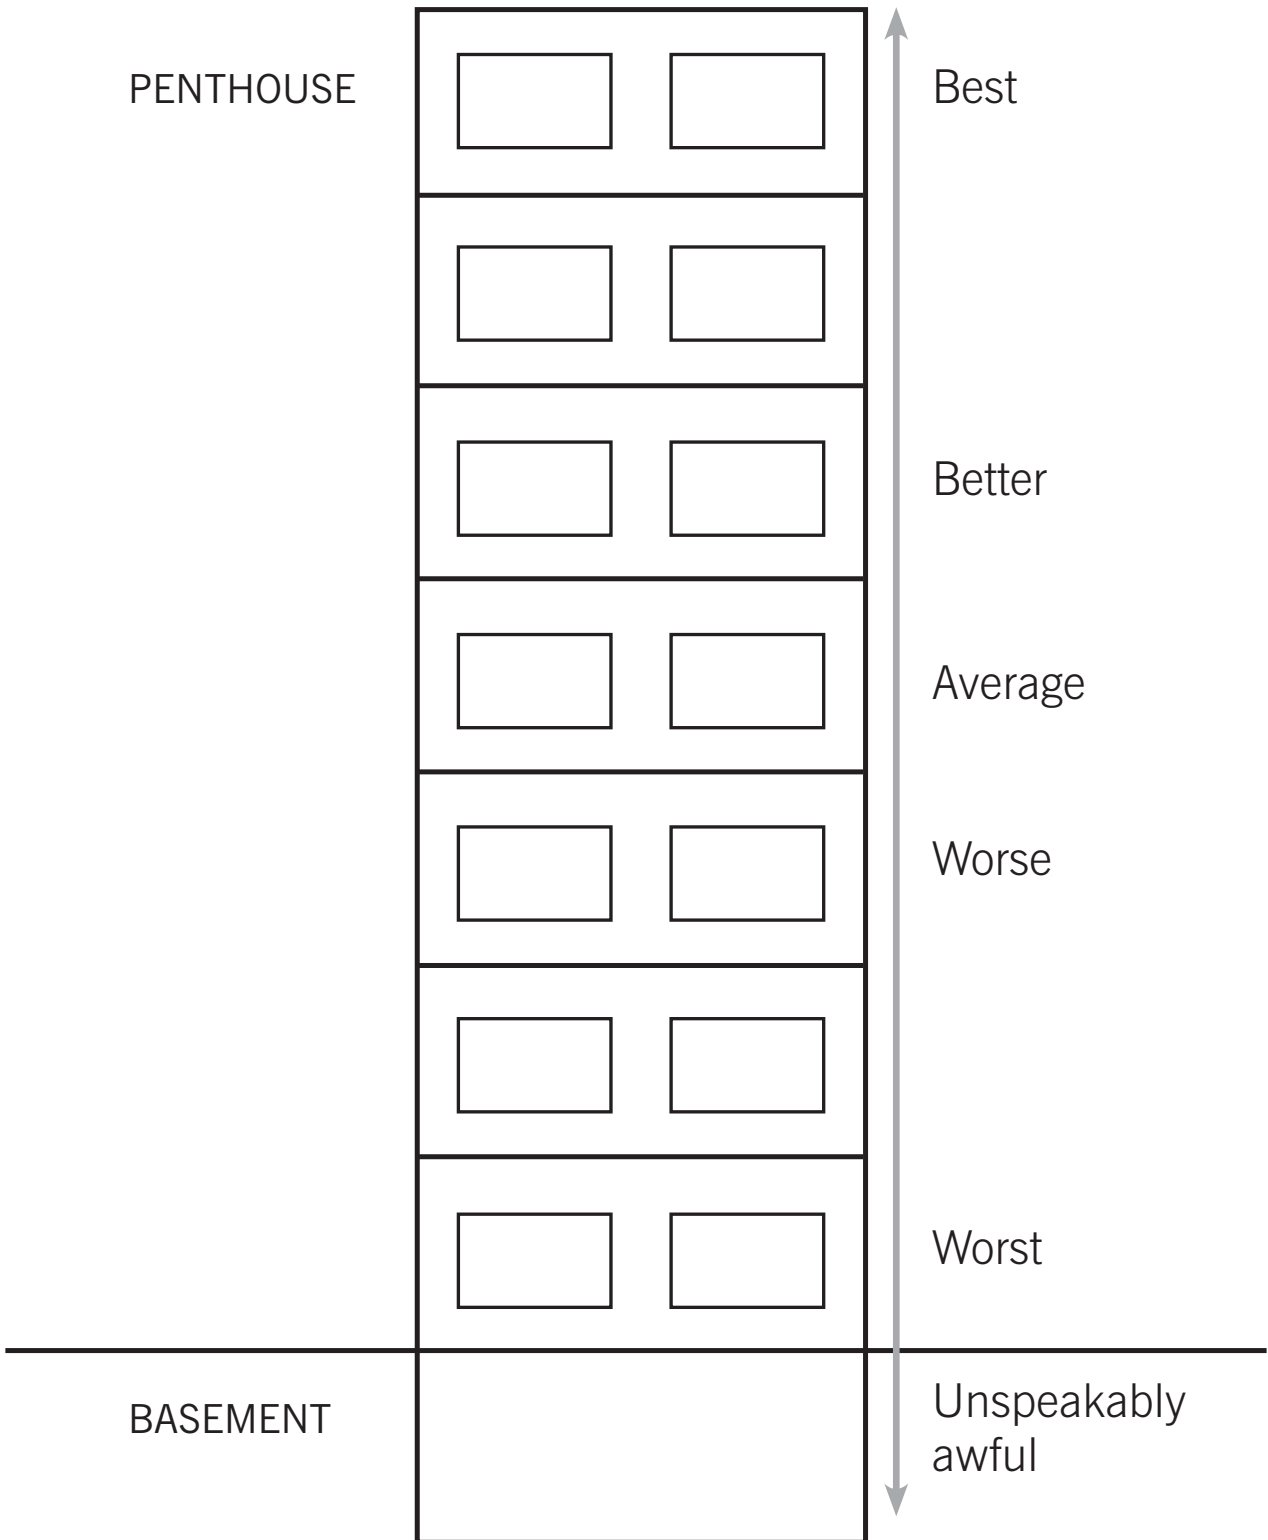 PENTHOUSE
Best
Better
Average
Worse
Worst
BASEMENT
Unspeakably
awful